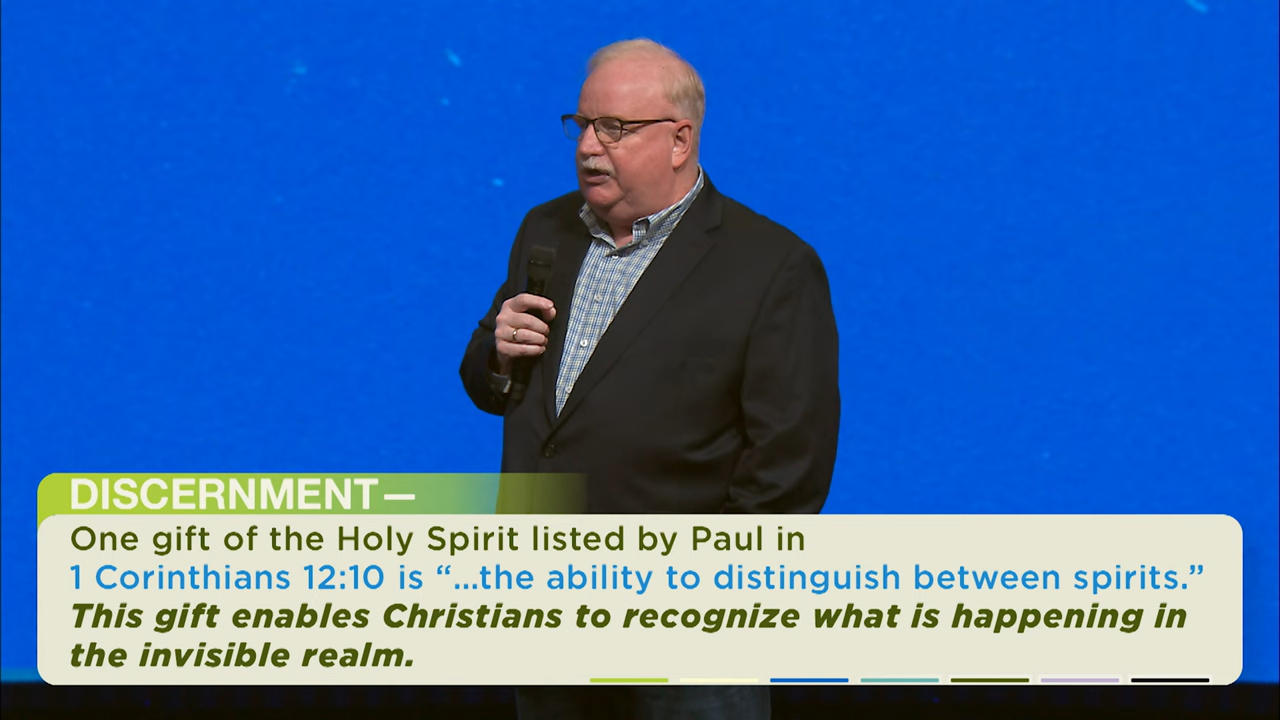 DISCERNMENT—
One gift of the Holy Spirit listed by Paul in
1 Corinthians 12:10 is “...the ability to distinguish between spirits.”
This gift enables Christians to recognize what is happening in
the invisible realm.